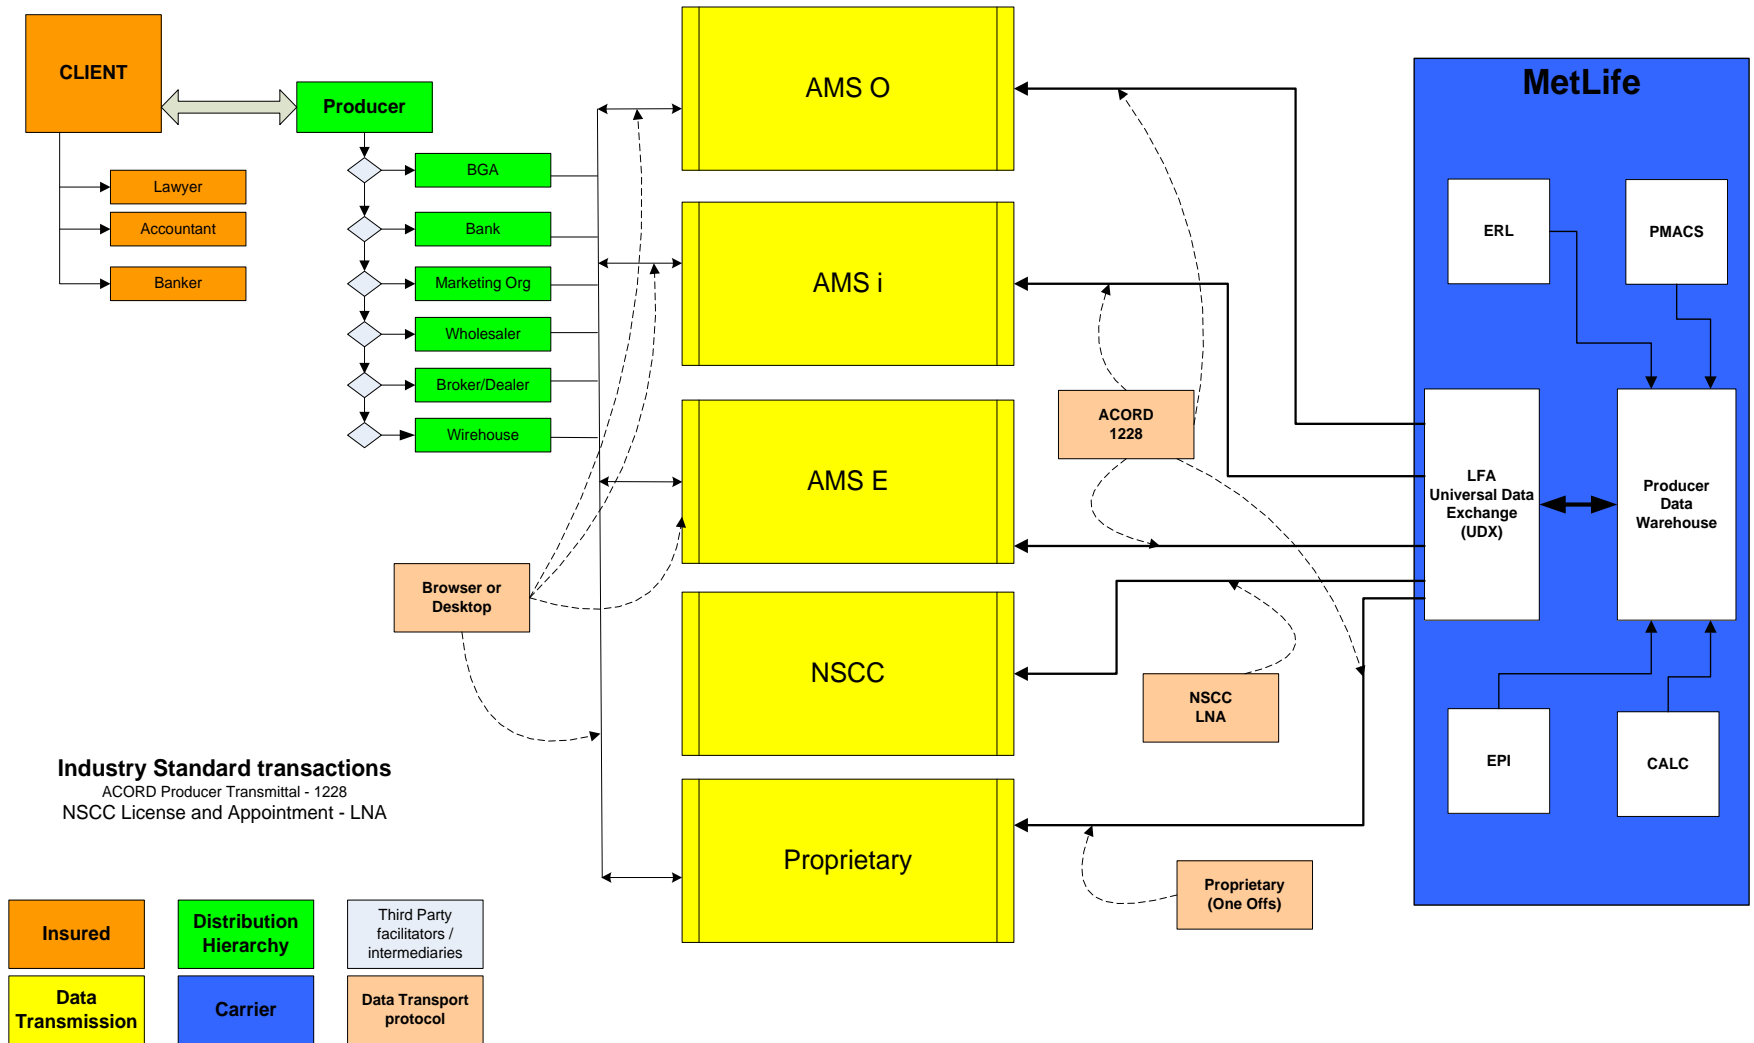 CLIENT
Producer
Lawyer
Accountant
Banker
BGA
Bank
Marketing Org
Wholesaler
Broker/Dealer
Wirehouse
Browser or
Desktop
AMS O
AMS i
AMS E
NSCC
Proprietary
ACORD
1228
NSCC
LNA
Proprietary
(One Offs)
MetLife
ERL
PMACS
LFA
Universal Data
Exchange
(UDX)
Producer
Data
Warehouse
EPI
CALC
Industry Standard transactions
ACORD Producer Transmittal - 1228
NSCC License and Appointment - LNA
Insured
Distribution
Hierarchy
Third Party
facilitators /
intermediaries
Data
Transmission
Carrier
Data Transport
protocol